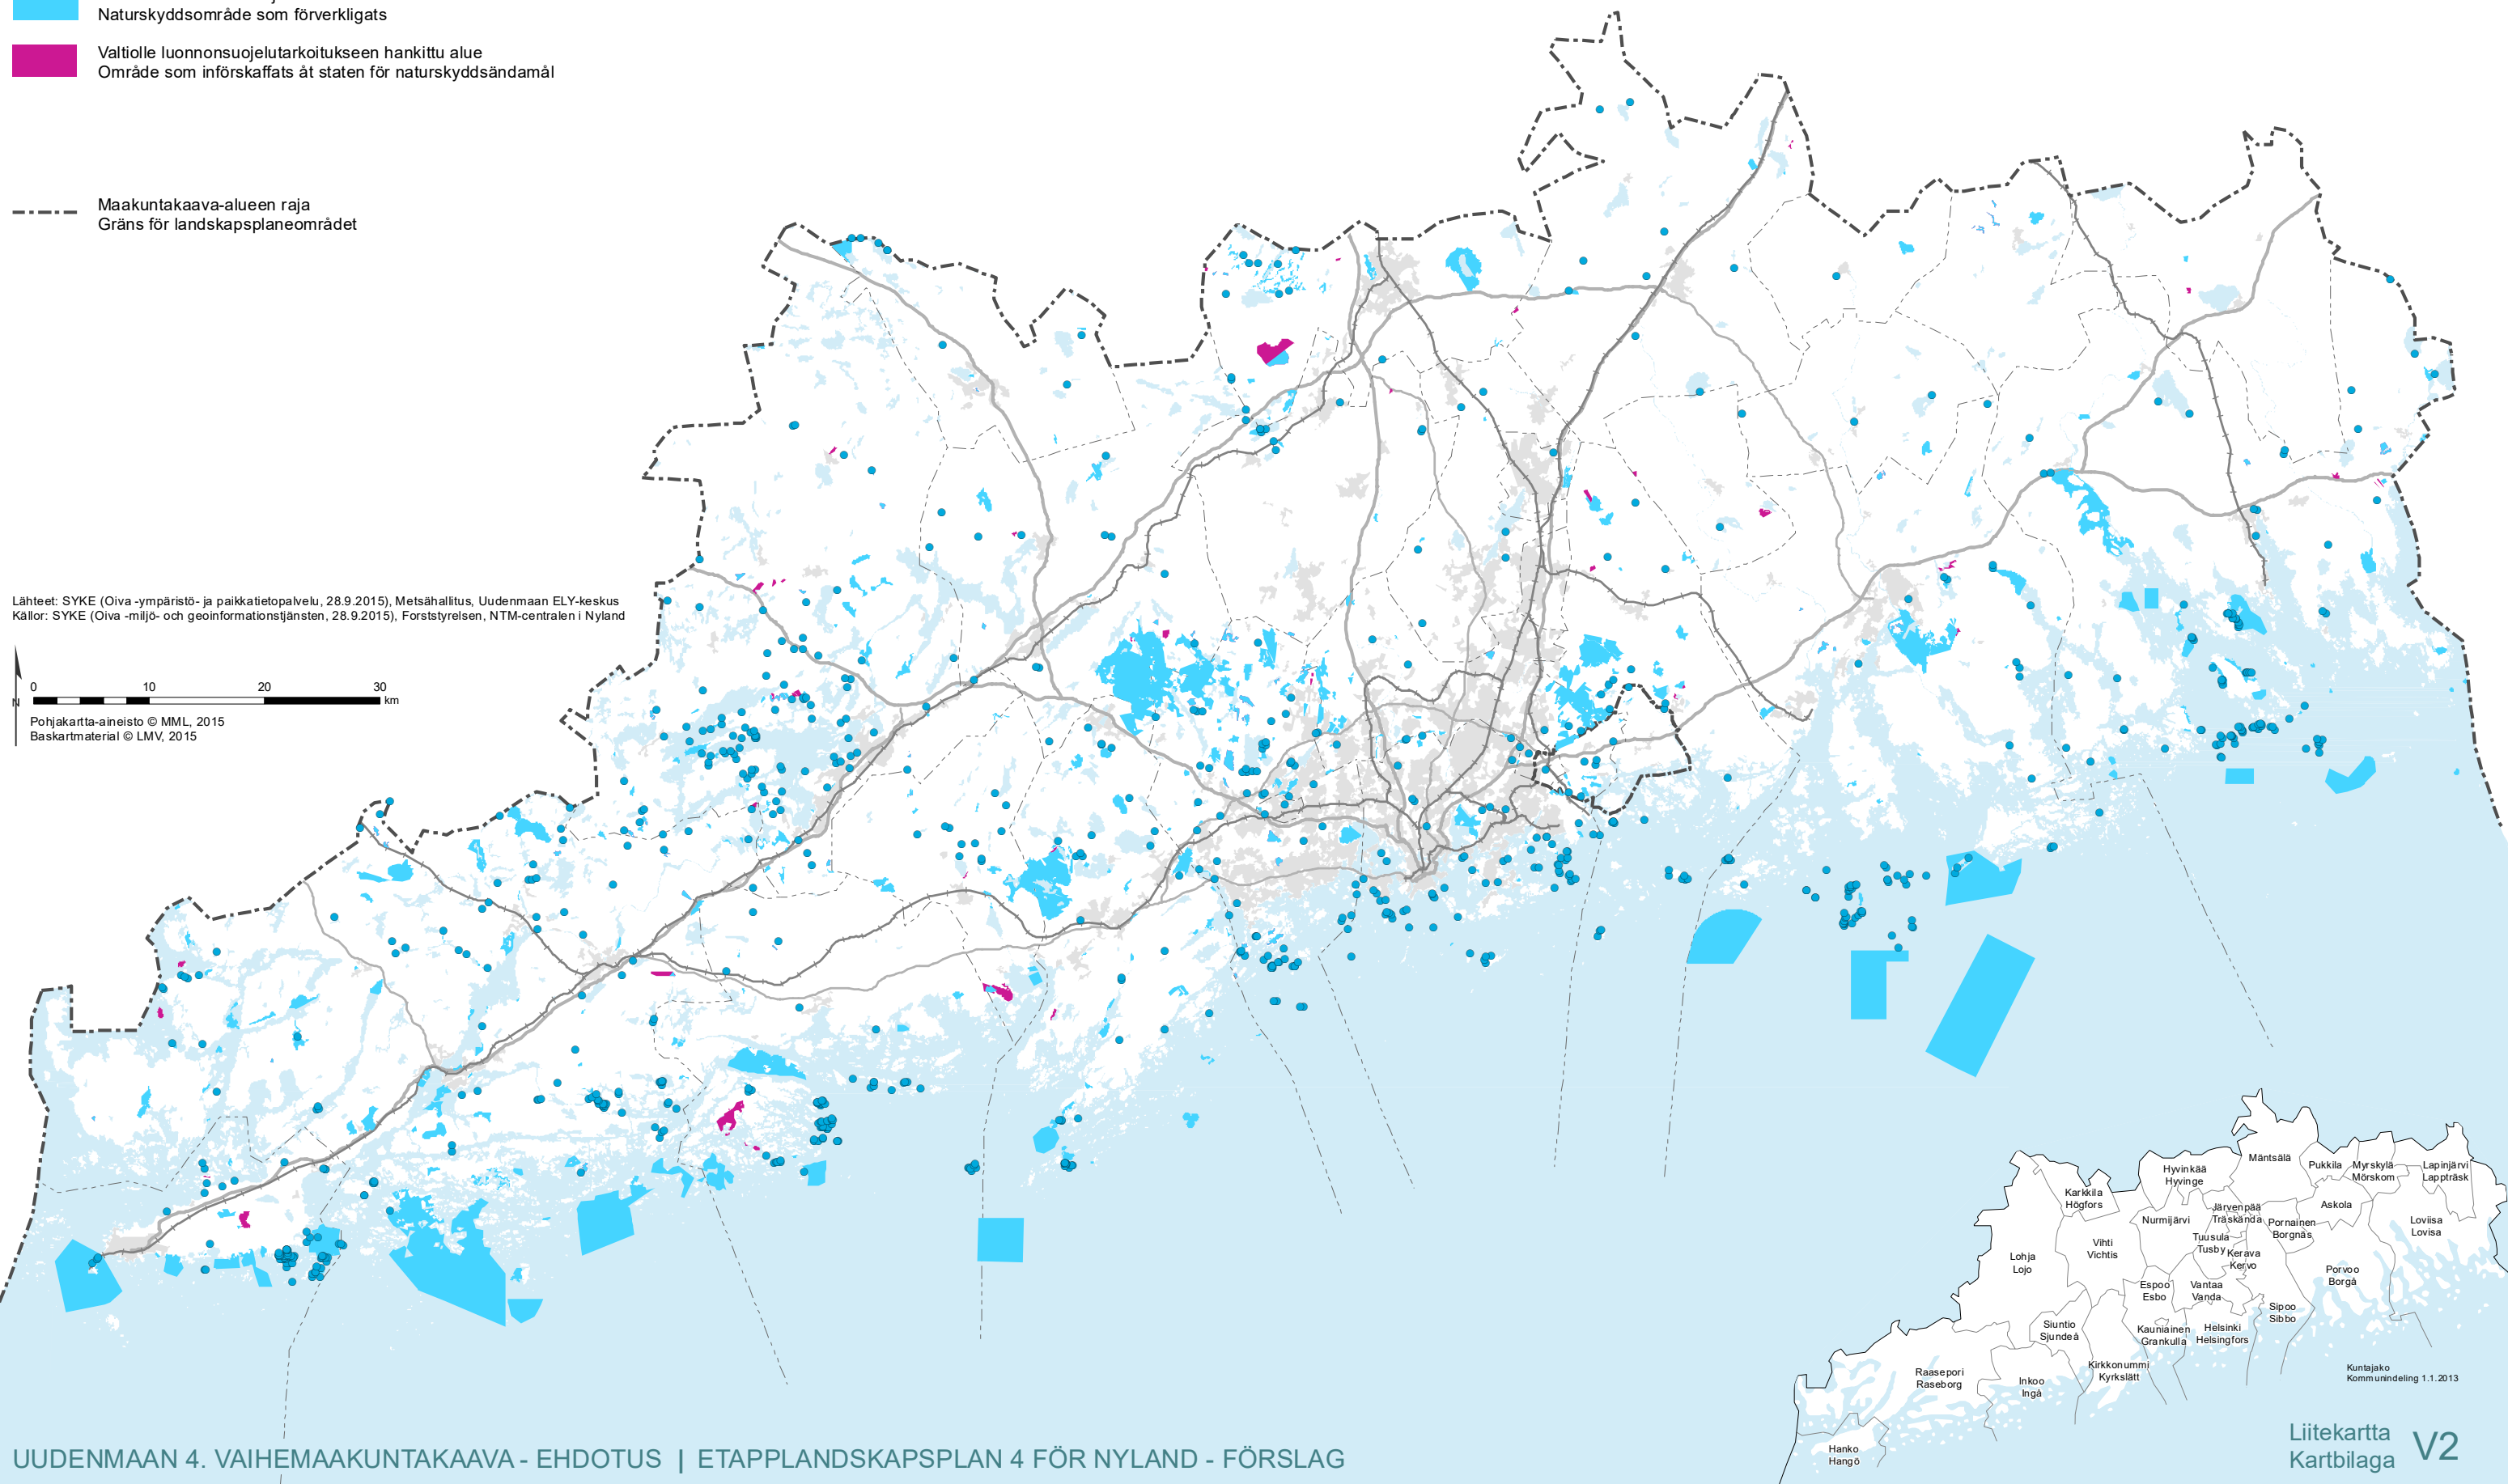 Naturskyddsområde som förverkligats
Valtiolle luonnonsuojelutarkoitukseen hankittu alue
Område som införskaffats åt staten för naturskyddsändamål
Maakuntakaava-alueen raja
Gräns för landskapsplaneområdet
Lähteet: SYKE (Oiva -ympäristö- ja paikkatietopalvelu, 28.9.2015), Metsähallitus, Uudenmaan ELY-keskus
Källor: SYKE (Oiva -miljö- och geoinformationstjänsten, 28.9.2015), Forststyrelsen, NTM-centralen i Nyland
0 10 20 30
km
N
Pohjakartta-aineisto © MML, 2015
Baskartmaterial © LMV, 2015
Mäntsälä
Hyvinkää
Hyvinge
Pukkila
Myrskylä
Mörskom
Lapinjärvi
Lappträsk
Karkkila
Högfors
Askola
Järvenpää
Träskända
Nurmijärvi
Pornainen
Borgnäs
Loviisa
Lovisa
Tuusula
Tusby
Vihti
Vichtis
Kerava
Kervo
Lohja
Lojo
Porvoo
Borgå
Espoo
Esbo
Vantaa
Vanda
Sipoo
Sibbo
Siuntio
Sjundeå
Kauniainen
Grankulla
Helsinki
Helsingfors
Kirkkonummi
Kyrkslätt
Raasepori
Raseborg
Inkoo
Ingå
Kuntajako
Kommunindeling 1.1.2013
Hanko
Hangö
Liitekartta
Kartbilaga
V2
UUDENMAAN 4. VAIHEMAAKUNTAKAAVA - EHDOTUS | ETAPPLANDSKAPSPLAN 4 FÖR NYLAND - FÖRSLAG